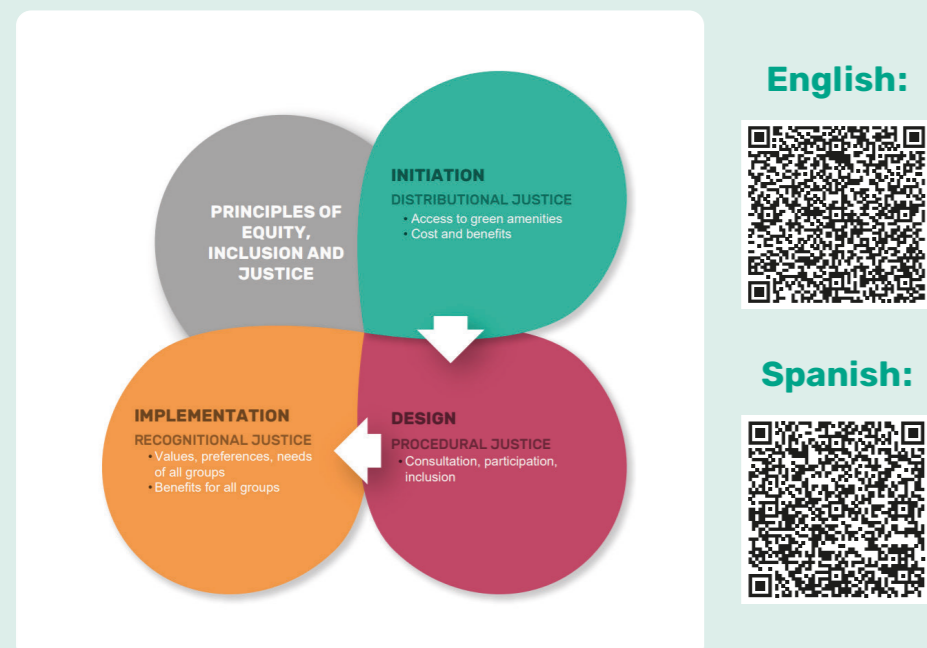 PRINCIPLES OF
EQUITY,
INCLUSION AND
JUSTICE
INITIATION
DISTRIBUTIONAL JUSTICE
• Access to green amenities
• Cost and benefits
DESIGN
PROCEDURAL JUSTICE
• Consultation, participation,
inclusion
IMPLEMENTATION
RECOGNITIONAL JUSTICE
• Values, preferences, needs
of all groups
• Benefits for all groups
English:
Spanish: